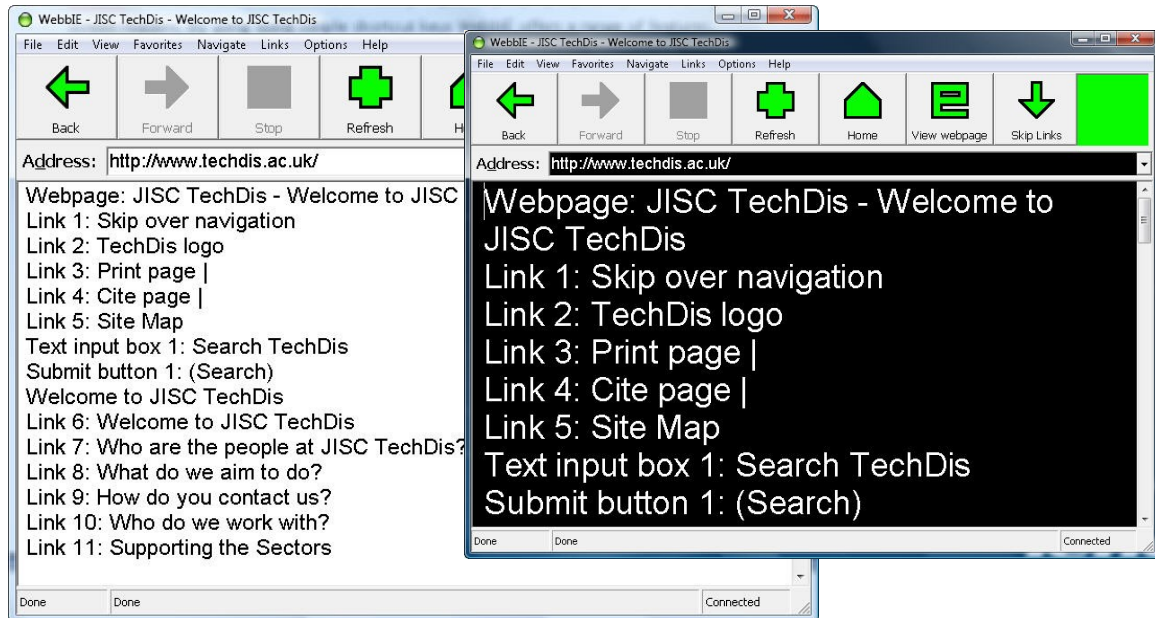 WebbIE - JISC TechDis - Welcome to JISC TechDis
File Edit View Favorites Navigate Links Options Help
Back Forward Stop Refresh
Address: http://www.techdis.ac.uk/
Webpage: JISC TechDis - Welcome to JISC
Link 1: Skip over navigation
Link 2: TechDis logo
Link 3: Print page |
Link 4: Cite page |
Link 5: Site Map
Text input box 1: Search TechDis
Submit button 1: (Search)
Welcome to JISC TechDis
Link 6: Welcome to JISC TechDis
Link 7: Who are the people at JISC TechDis?
Link 8: What do we aim to do?
Link 9: How do you contact us?
Link 10: Who do we work with?
Link 11: Supporting the Sectors
Done Done Connected
WebbIE - JISC TechDis - Welcome to JISC TechDis
File Edit View Favorites Navigate Links Options Help
Back Forward Stop Refresh Home View webpage Skip Links
Address: http://www.techdis.ac.uk/
Webpage: JISC TechDis - Welcome to
JISC TechDis
Link 1: Skip over navigation
Link 2: TechDis logo
Link 3: Print page |
Link 4: Cite page |
Link 5: Site Map
Text input box 1: Search TechDis
Submit button 1: (Search)
Done Done Connected